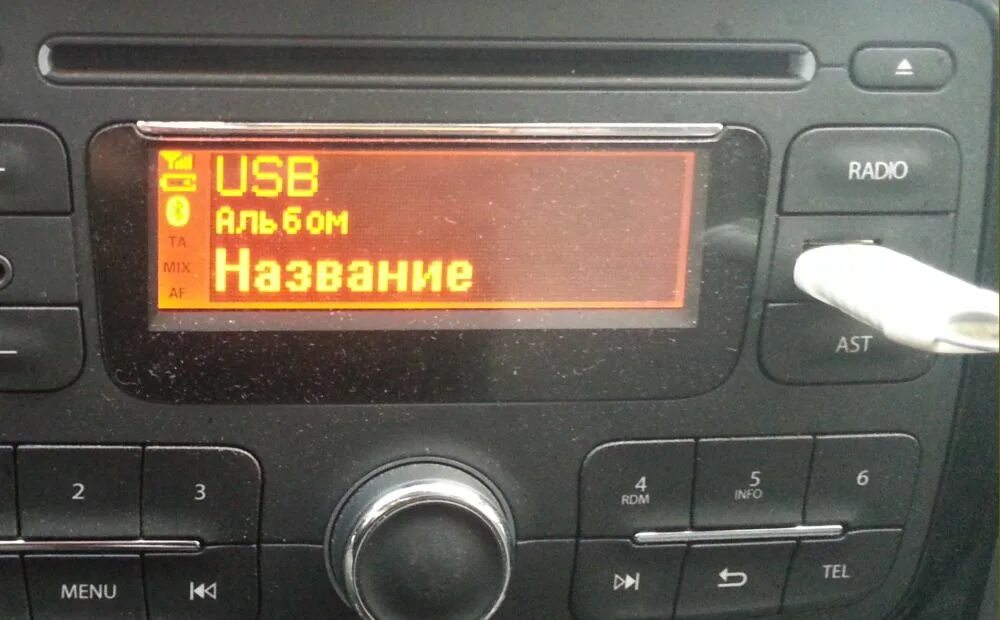 USB
Альбом
TA
Название
MIX
AF
RADIO
AST
2
3
4
RDM
5
INFO
6
MENU
TEL